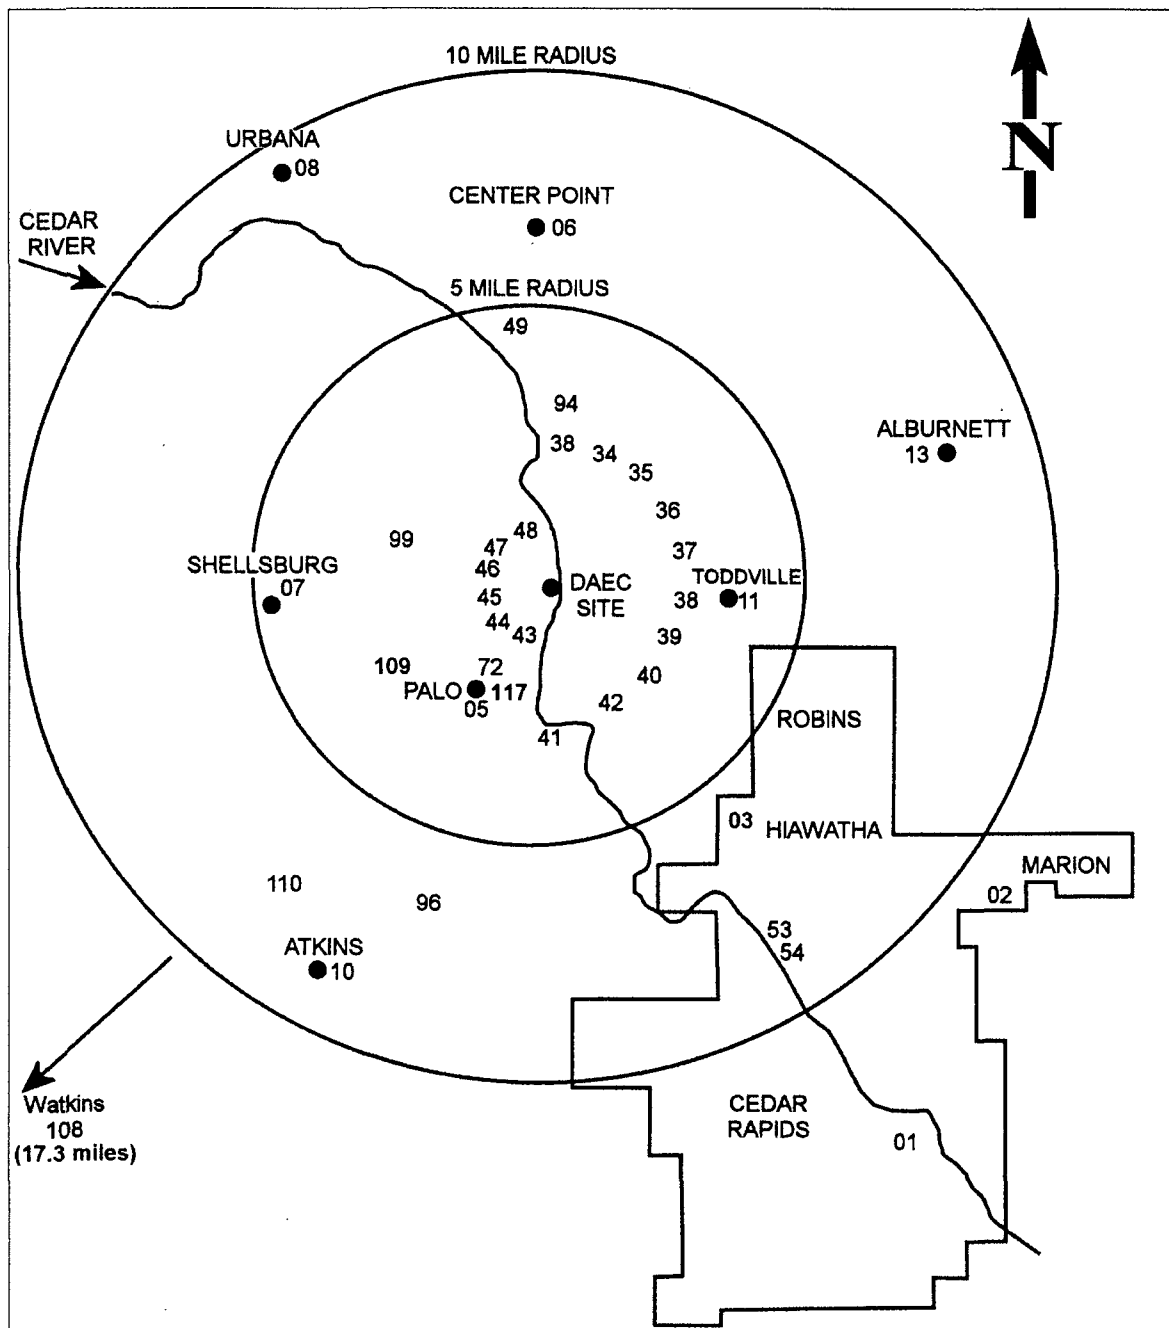 10 MILE RADIUS
N
URBANA
08
CENTER POINT
06
CEDAR
RIVER
5 MILE RADIUS
49
94
ALBURNETT
13
38
34
35
36
99
48
47
37
46
SHELLSBURG
07
DAEC
SITE
TODDVILLE
11
45
38
44
43
39
109
72
40
PALO
117
05
42
41
ROBINS
03
HIAWATHA
MARION
02
110
96
53
54
ATKINS
10
Watkins
108
(17.3 miles)
CEDAR
RAPIDS
01